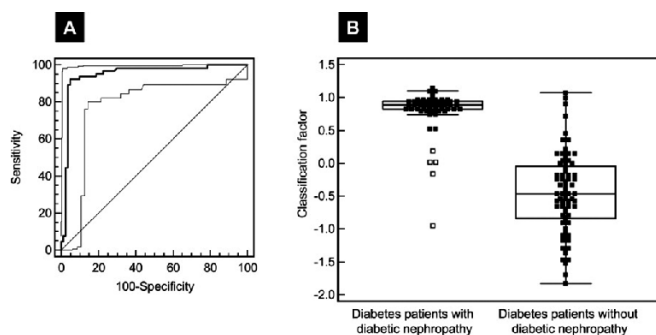 A
B
100
80
60
40
20
0
Sensitivity
0 20 40 60 80 100
100-Specificity
1.5
1.0
0.5
0.0
-0.5
-1.0
-1.5
-2.0
Classification factor
Diabetes patients with
diabetic nephropathy
Diabetes patients without
diabetic nephropathy